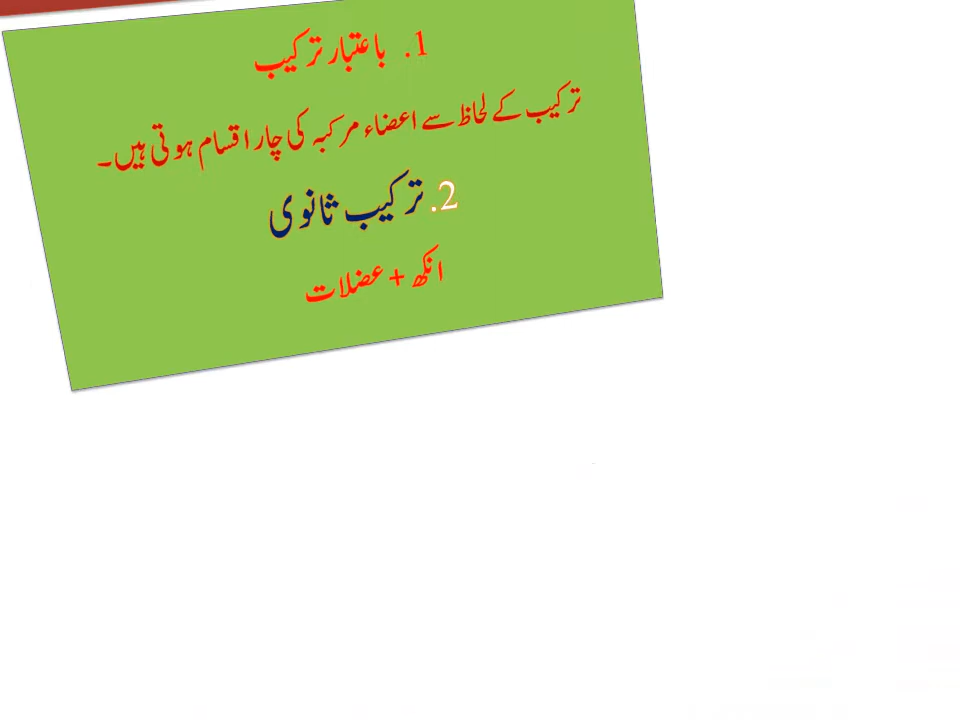 1. باعتبار ترکیب
ترکیب کے لحاظ سے اعضاء مرکبہ کی چار اقسام ہوتی ہیں۔
2. ترکیب ثانوی
انکھ + عضلات